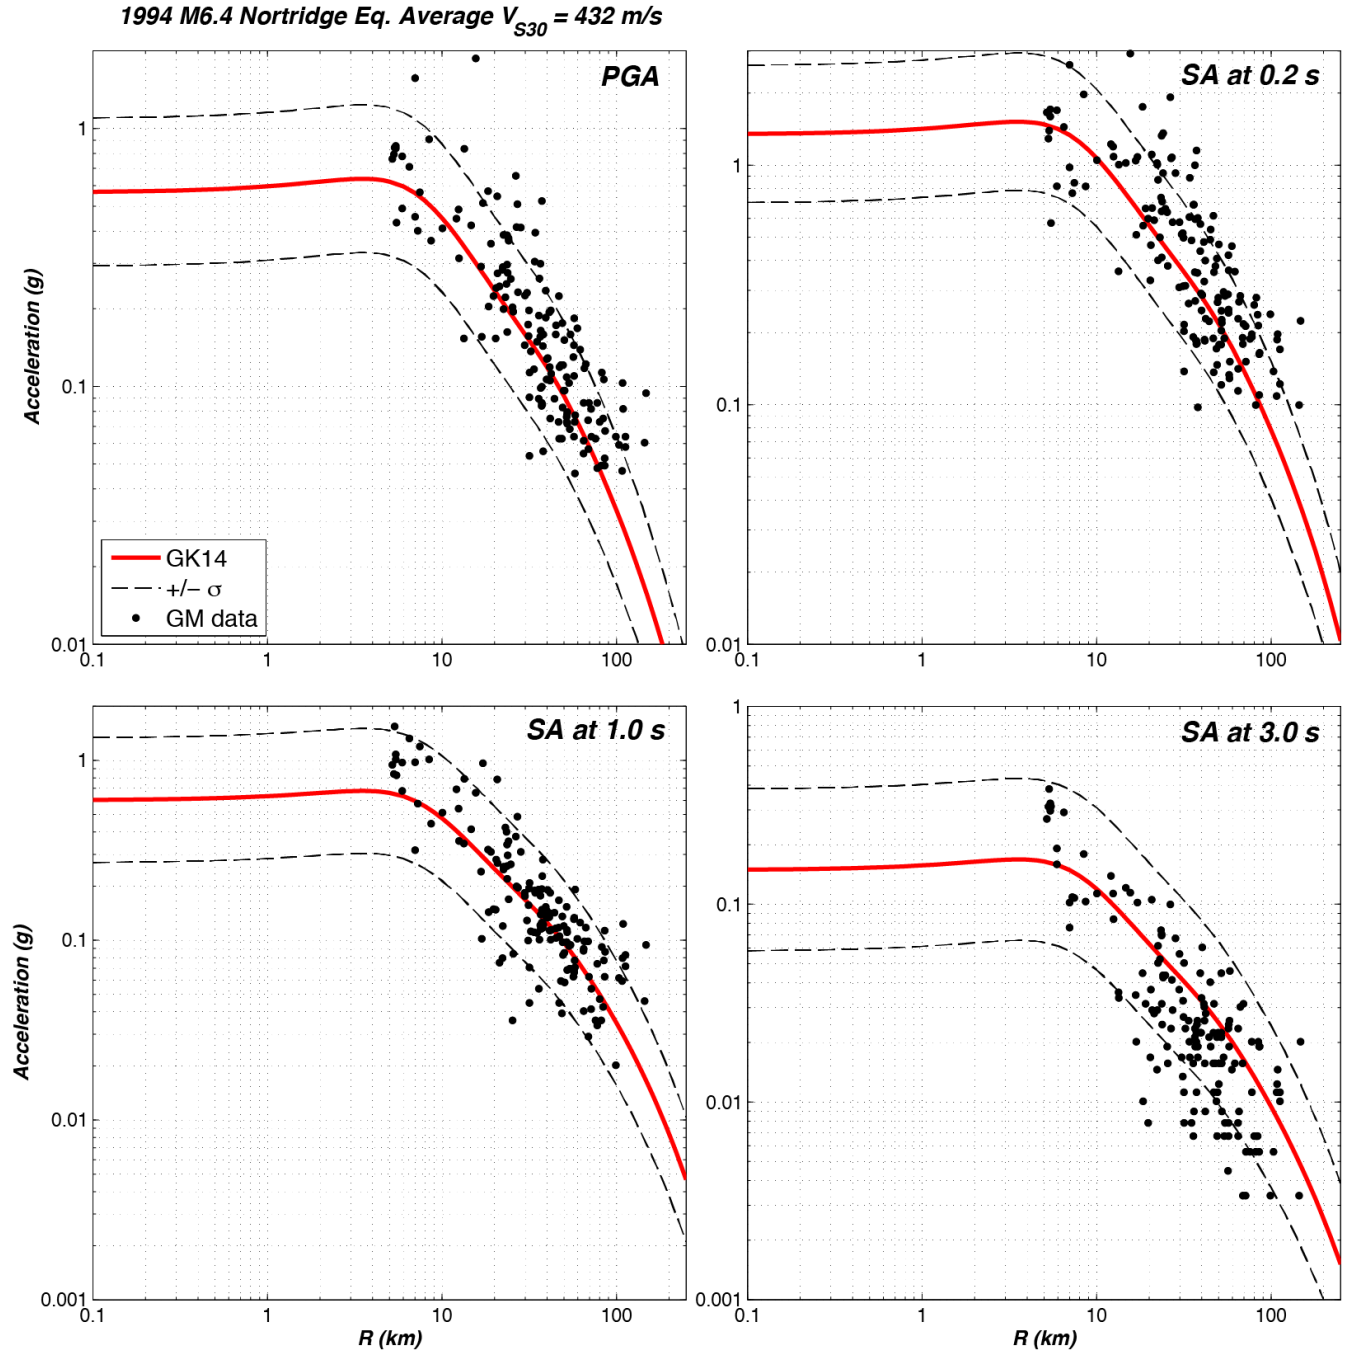 1994 M6.4 Nortridge Eq. Average VS30 = 432 m/s
PGA
1
0.1
0.01
Acceleration (g)
GK14
+/− σ
GM data
0.1 1 10 100
SA at 0.2 s
1
0.1
0.01
0.1 1 10 100
SA at 1.0 s
1
0.1
0.01
0.001
Acceleration (g)
0.1 1 10 100
R (km)
SA at 3.0 s
1
0.1
0.01
0.001
0.1 1 10 100
R (km)